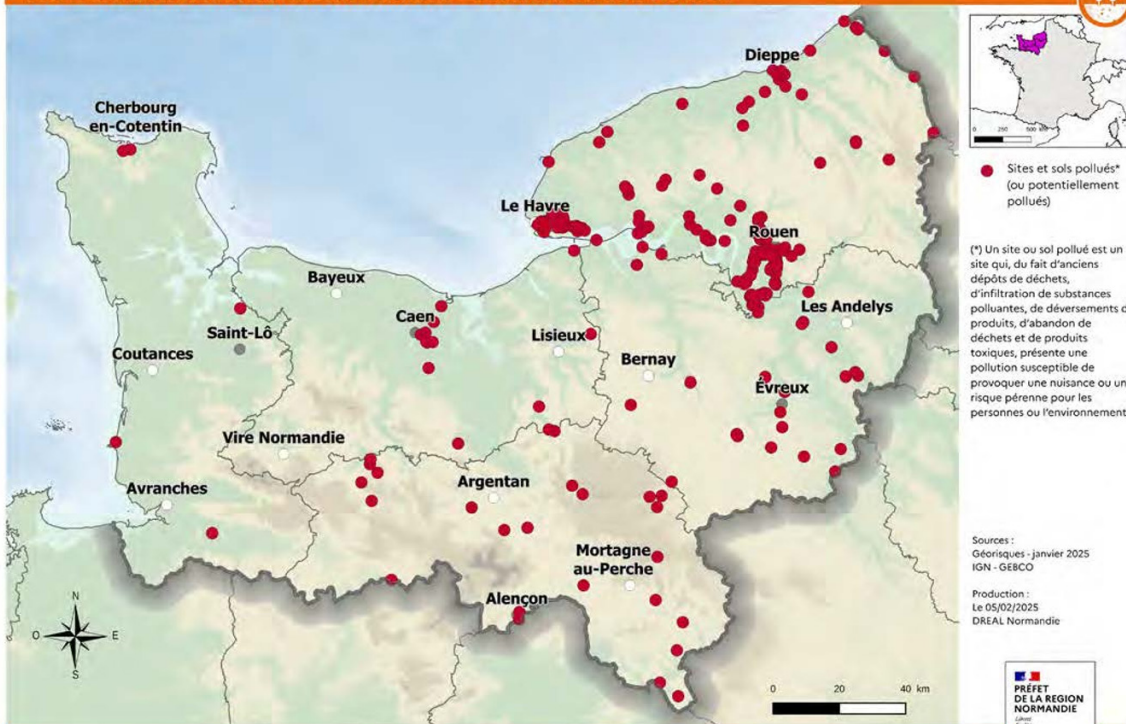 Dieppe
Cherbourg
en-Cotentin
Le Havre
Rouen
Bayeux
Caen
Les Andelys
Saint-Lô
Lisieux
Coutances
Bernay
Évreux
Vire Normandie
Argentan
Avranches
Mortagne
au-Perche
Alençon
N
O
E
S
0 20 40 km
0 250 500 km
Sites et sols pollués*
(ou potentiellement
pollués)
(*) Un site ou sol pollué est un
site qui, du fait d'anciens
dépôts de déchets,
d'infiltration de substances
polluantes, de déversements d
produits, d'abandon de
déchets et de produits
toxiques, présente une
pollution susceptible de
provoquer une nuisance ou un
risque pérenne pour les
personnes ou l'environnement
Sources :
Géorisques - janvier 2025
IGN - GEBCO
Production :
Le 05/02/2025
DREAL Normandie
PRÉFET
DE LA REGION
NORMANDIE